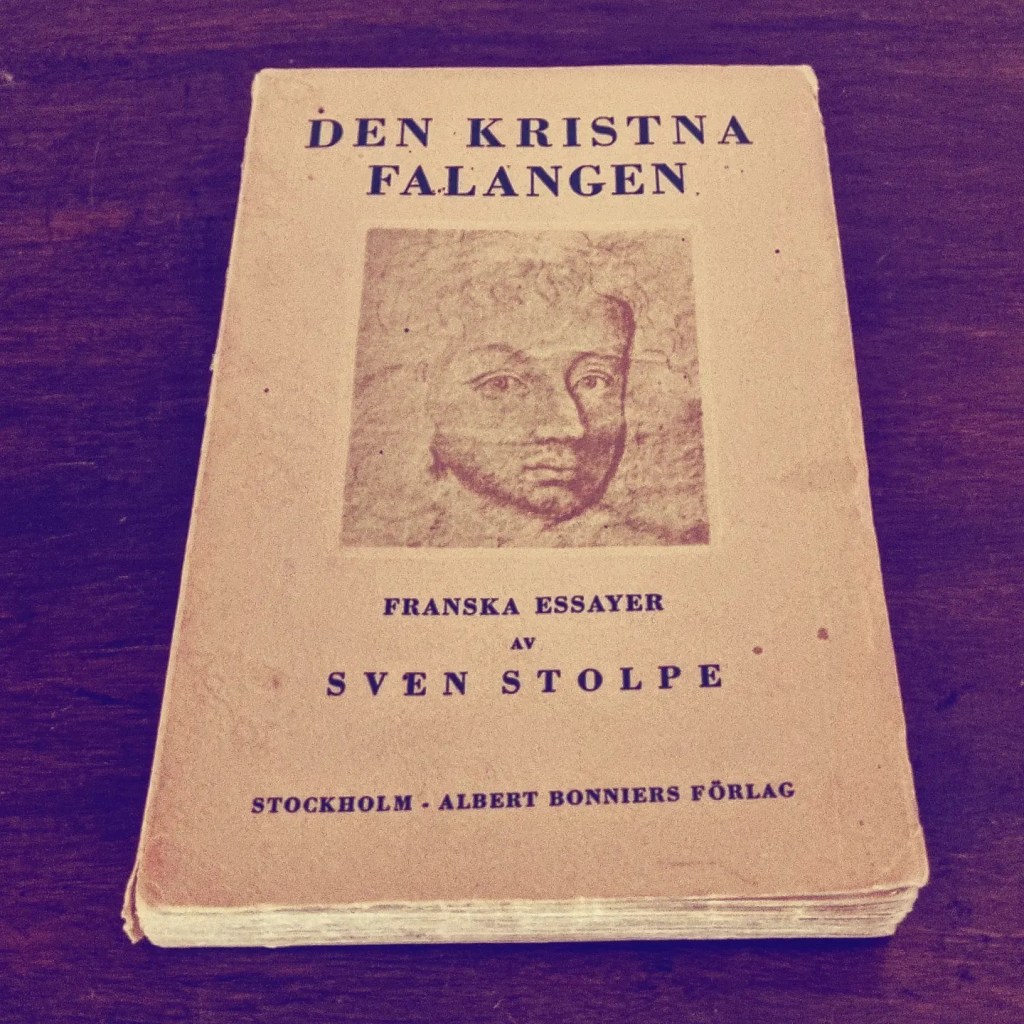 DEN KRISTNA
FALANGEN
FRANSKA ESSAYER
AV
SVEN STOLPE
STOCKHOLM - ALBERT BONNIERS FÖRLAG